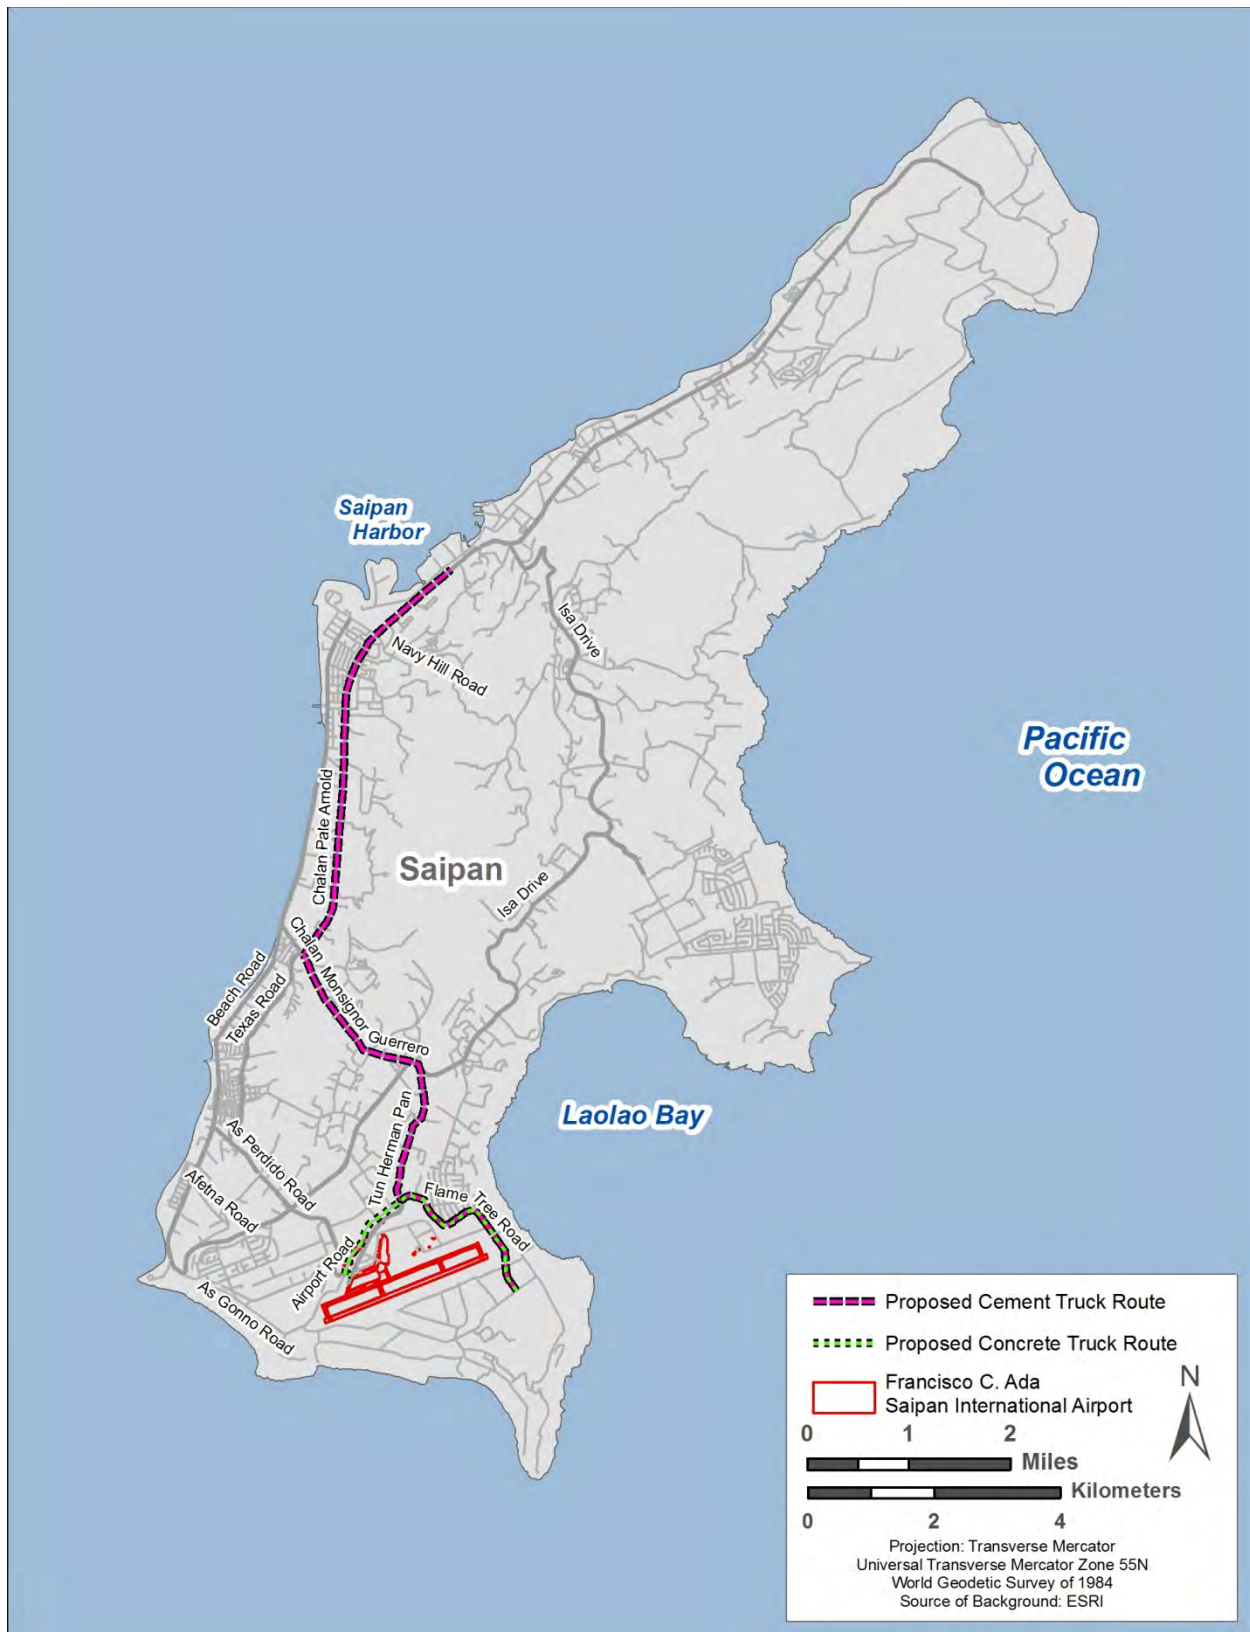 Saipan
Harbor
Isa Drive
Navy Hill Road
Pacific
Ocean
Chalan Pale Arnold
Saipan
Isa Drive
Chalan Monsignor Guerrero
Beach Road
Texas Road
Laolao Bay
Tun Herman Pan
As Perdido Road
Afetna Road
Flame Tree Road
Airport Road
As Gonno Road
Proposed Cement Truck Route
Proposed Concrete Truck Route
Francisco C. Ada
Saipan International Airport
N
0 1 2
Miles
Kilometers
0 2 4
Projection: Transverse Mercator
Universal Transverse Mercator Zone 55N
World Geodetic Survey of 1984
Source of Background: ESRI